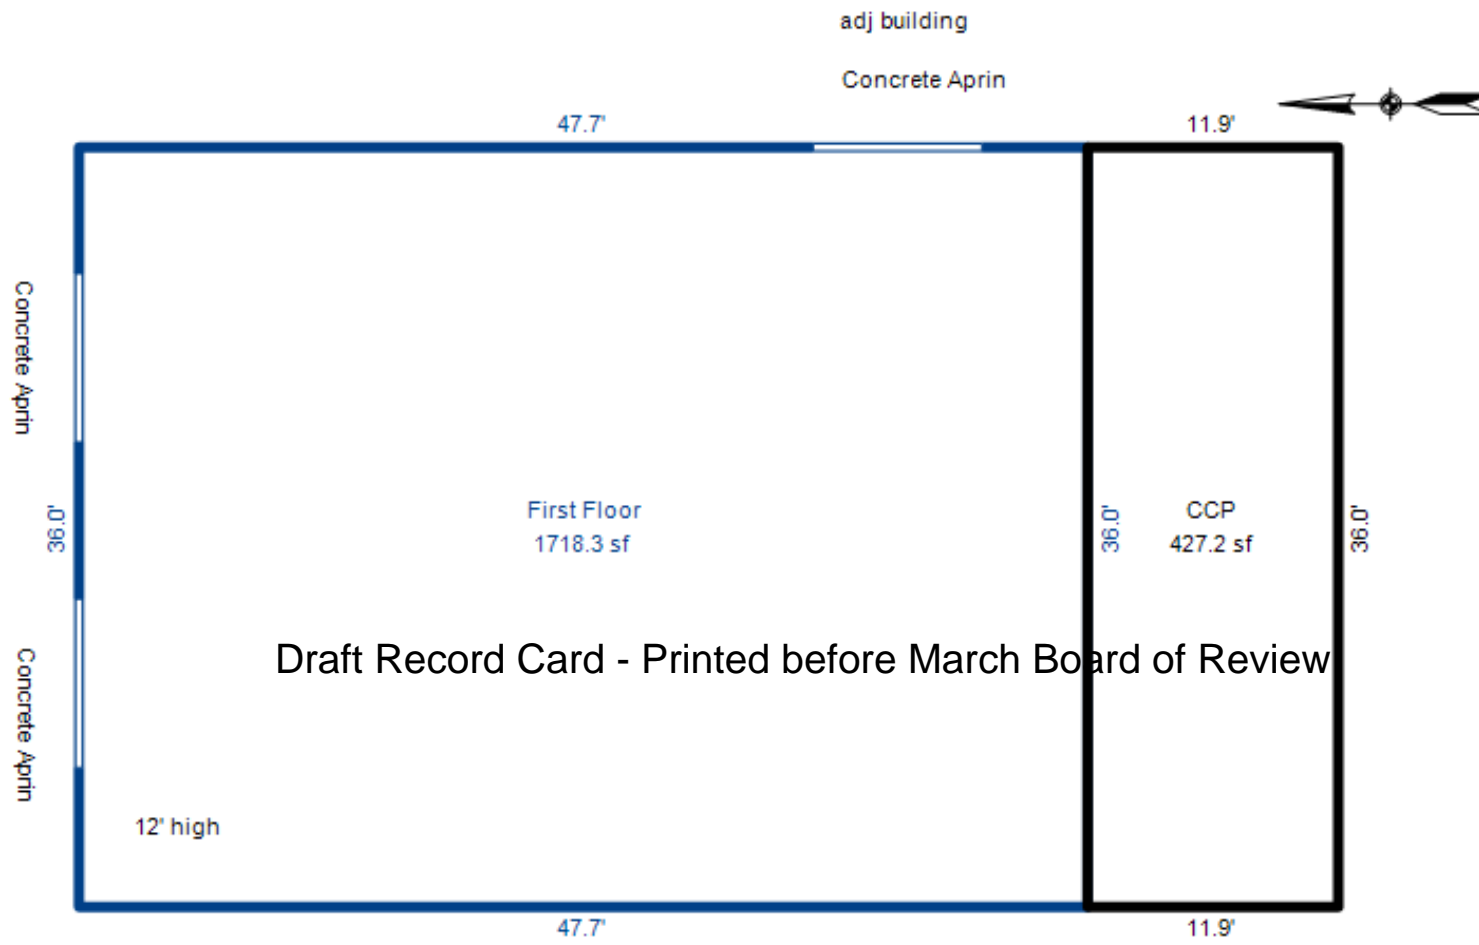 adj building
Concrete Aprin
47.7'
11.9'
Concrete Aprin
36.0'
First Floor
1718.3 sf
36.0'
CCP
427.2 sf
36.0'
Draft Record Card - Printed before March Board of Review
Concrete Aprin
12' high
47.7'
11.9'